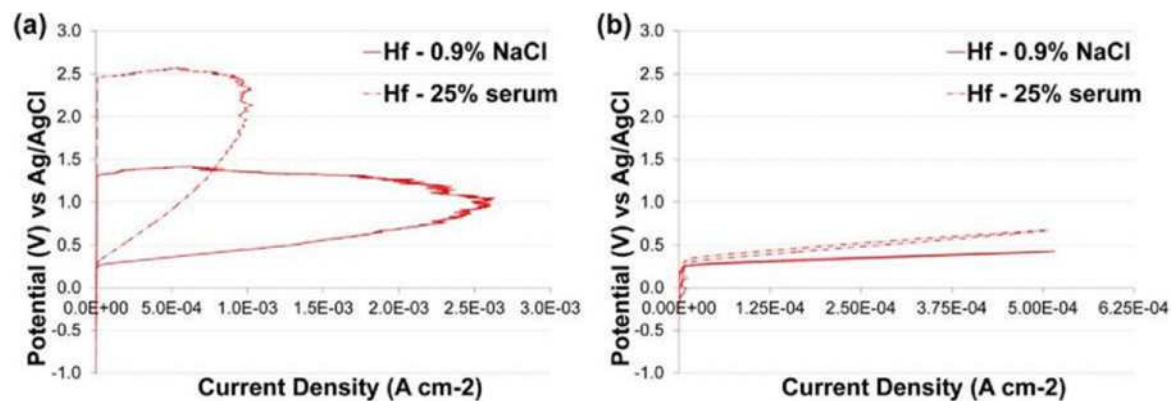 (a)
Potential (V) vs Ag/AgCl
3.0
2.5
2.0
1.5
1.0
0.5
0.0
-0.5
-1.0
Hf - 0.9% NaCl
Hf - 25% serum
0.0E+00 5.0E-04 1.0E-03 1.5E-03 2.0E-03 2.5E-03 3.0E-03
Current Density (A cm-2)
(b)
Potential (V) vs Ag/AgCl
3.0
2.5
2.0
1.5
1.0
0.5
0.0
-0.5
-1.0
Hf - 0.9% NaCl
Hf - 25% serum
0.00E+00 1.25E-04 2.50E-04 3.75E-04 5.00E-04 6.25E-04
Current Density (A cm-2)